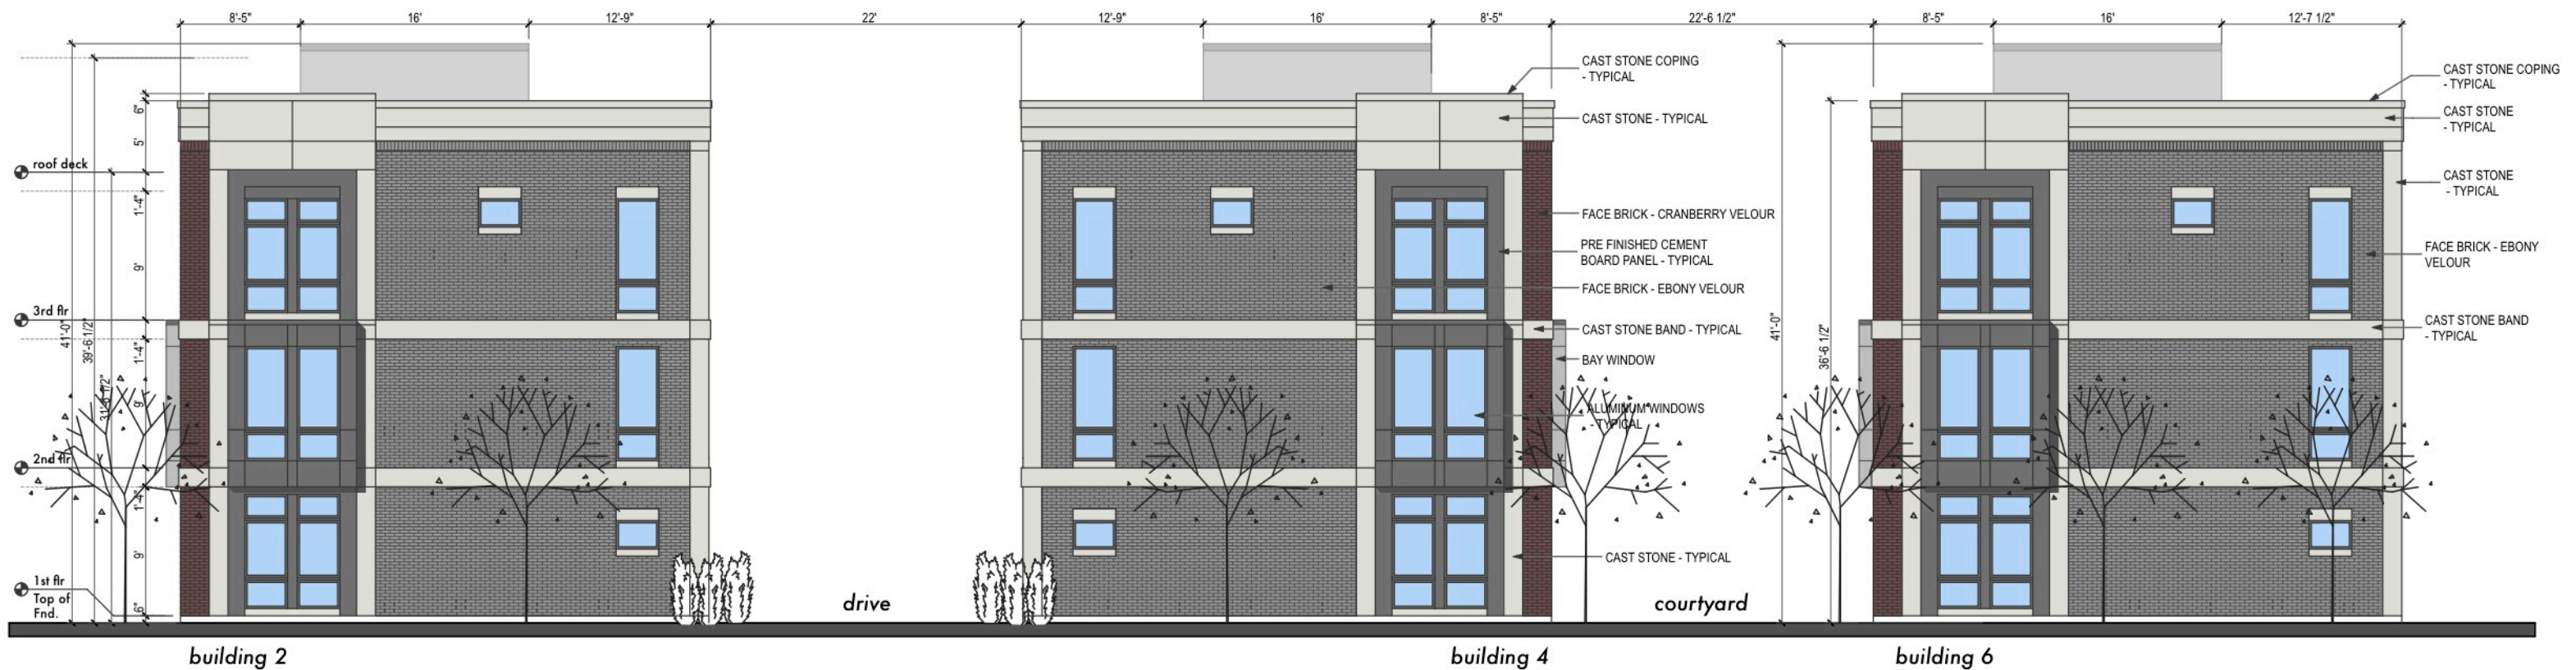 8'-5"
16'
12'-9"
22'
12'-9"
16'
8'-5"
22'-6 1/2"
8'-5"
16'
12'-7 1/2"
6"
5'
roof deck
1'-4"
9'
3rd flr
41'-0"
39'-6 1/2"
31'-6 1/2"
1'-4"
9'
2nd flr
1'-4"
9'
1st flr
Top of
Fnd.
6"
CAST STONE COPING
- TYPICAL
CAST STONE - TYPICAL
FACE BRICK - CRANBERRY VELOUR
PRE FINISHED CEMENT
BOARD PANEL - TYPICAL
FACE BRICK - EBONY VELOUR
CAST STONE BAND - TYPICAL
BAY WINDOW
ALUMINUM WINDOWS
- TYPICAL
CAST STONE - TYPICAL
41'-0"
36'-6 1/2"
CAST STONE COPING
- TYPICAL
CAST STONE
- TYPICAL
CAST STONE
- TYPICAL
FACE BRICK - EBONY
VELOUR
CAST STONE BAND
- TYPICAL
drive
courtyard
building 2
building 4
building 6